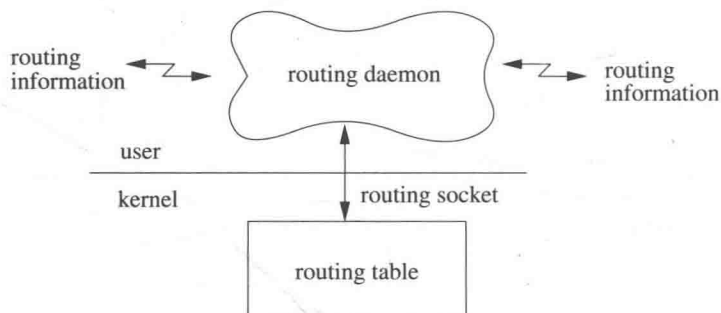 routing
information
routing daemon
routing
information
user
kernel
routing socket
routing table